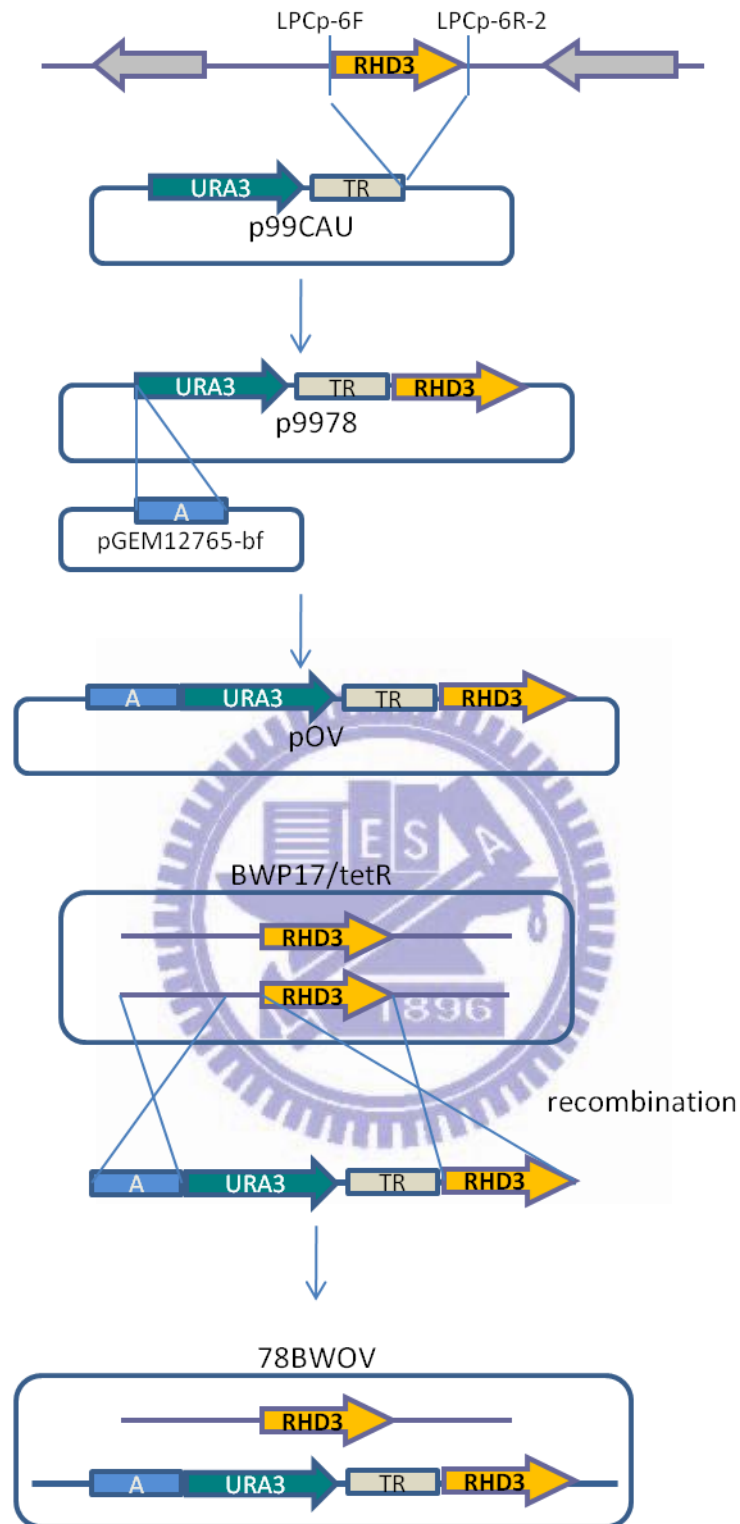 LPCp-6F LPCp-6R-2
RHD3
URA3 TR
p99CAU
URA3 TR RHD3
p9978
A
pGEM12765-bf
A URA3 TR RHD3
pOV
E S A
BWP17/tetR
RHD3
RHD3
1896
recombination
A URA3 TR RHD3
78BWOV
RHD3
A URA3 TR RHD3